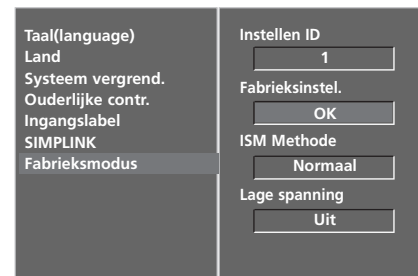 Taal(language)
Land
Systeem vergrend.
Ouderlijke contr.
Ingangslabel
SIMPLINK
Fabrieksmodus
Instellen ID
1
Fabrieksinstel.
OK
ISM Methode
Normaal
Lage spanning
Uit